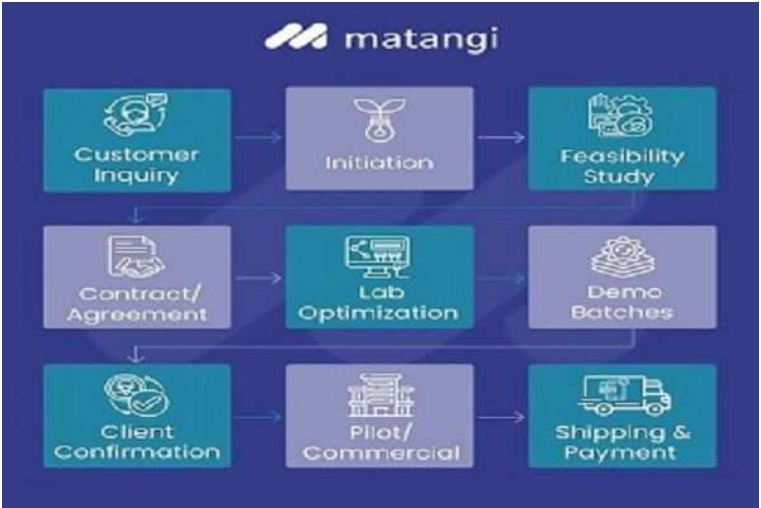 matangi
Customer
Inquiry
Initiation
Feasibility
Study
Contract/
Agreement
Lab
Optimization
Demo
Batches
Client
Confirmation
Pilot/
Commercial
Shipping &
Payment